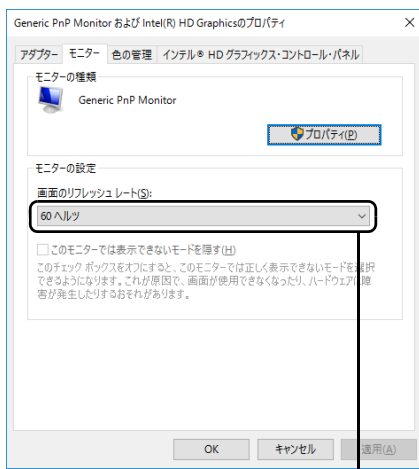 Generic PnP Monitor および Intel(R) HD Graphicsのプロパティ
アダプター モニター 色の管理 インテル® HD グラフィックス・コントロール・パネル
モニターの種類
Generic PnP Monitor
プロパティ(P)
モニターの設定
画面のリフレッシュ レート(S):
60 ヘルツ
このモニターでは表示できないモードを隠す(H)
このチェック ボックスをオフにすると、このモニターでは正しく表示できないモードを選択
できるようになります。これが原因で、画面が使用できなくなったり、ハードウェアに障
害が発生したりするおそれがあります。
OK キャンセル 適用(A)